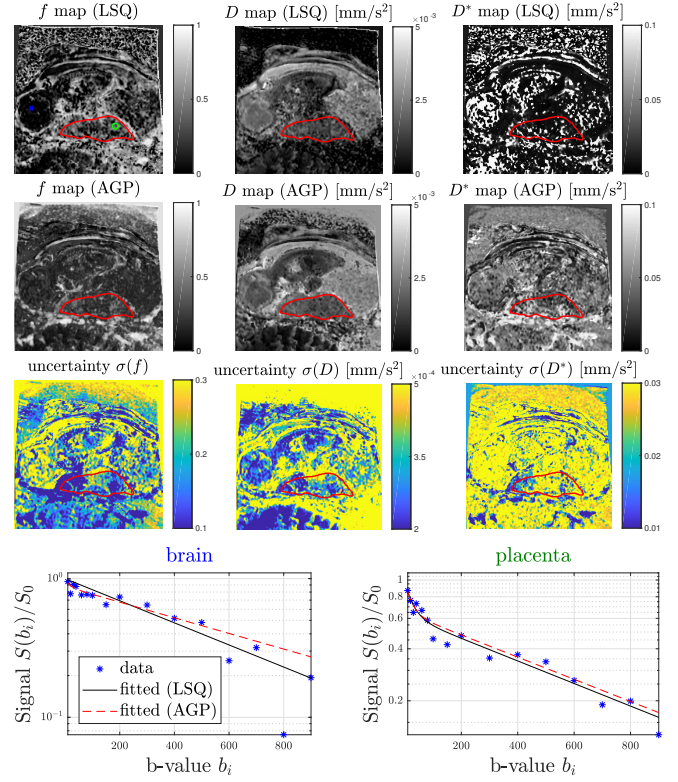 f map (LSQ)
D map (LSQ) [mm/s²]
D* map (LSQ) [mm/s²]
1
0.5
0
5
×10⁻³
2.5
0
0.1
0.05
0
f map (AGP)
D map (AGP) [mm/s²]
D* map (AGP) [mm/s²]
1
0.5
0
5
×10⁻³
2.5
0
0.1
0.05
0
uncertainty σ(f)
uncertainty σ(D) [mm/s²]
uncertainty σ(D*) [mm/s²]
0.3
0.2
0.1
5
×10⁻⁴
4
3
2
0.03
0.02
0.01
brain
Signal S(bᵢ)/S₀
10⁰
10⁻¹
data
fitted (LSQ)
fitted (AGP)
200
400
600
800
b-value bᵢ
placenta
Signal S(bᵢ)/S₀
1
0.8
0.6
0.4
0.2
200
400
600
800
b-value bᵢ